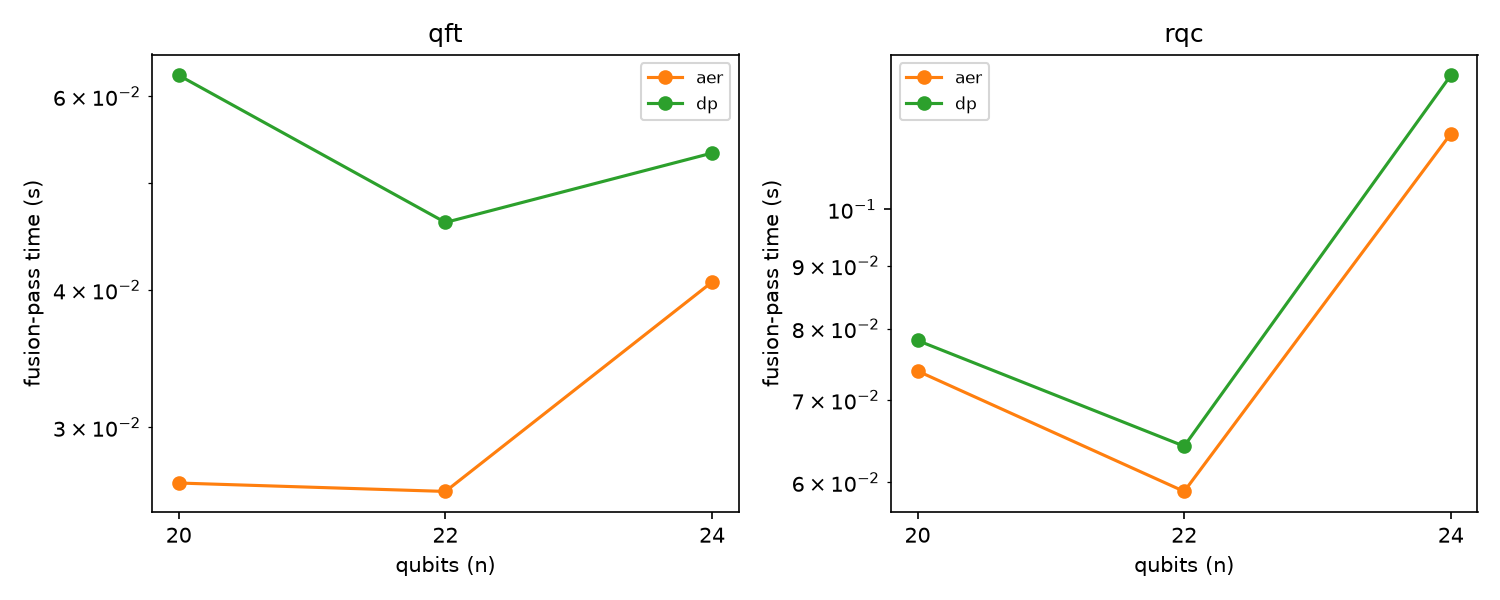 qft
fusion-pass time (s)
6 × 10⁻²
4 × 10⁻²
3 × 10⁻²
20
22
24
qubits (n)
aer
dp
rqc
fusion-pass time (s)
10⁻¹
9 × 10⁻²
8 × 10⁻²
7 × 10⁻²
6 × 10⁻²
20
22
24
qubits (n)
aer
dp